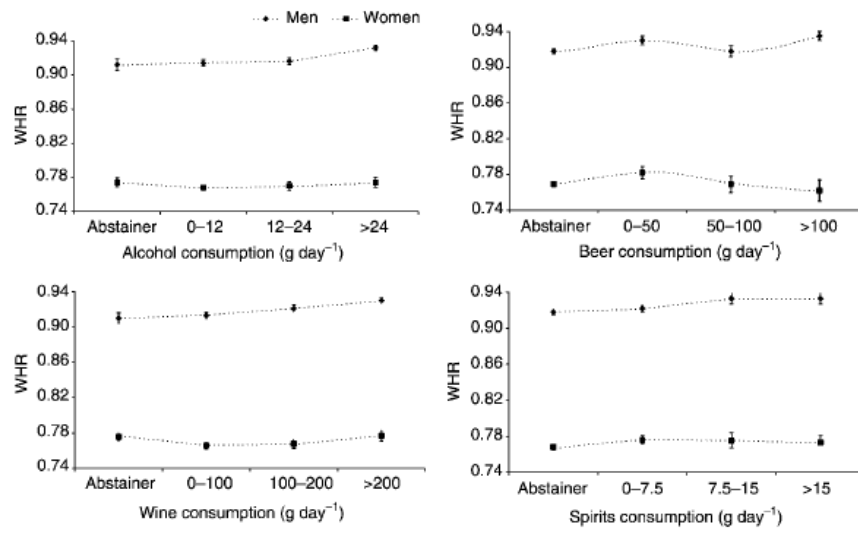 Men Women
0.94
0.90
0.86
0.82
0.78
0.74
WHR
Abstainer 0–12 12–24 >24
Alcohol consumption (g day⁻¹)
0.94
0.90
0.86
0.82
0.78
0.74
WHR
Abstainer 0–50 50–100 >100
Beer consumption (g day⁻¹)
0.94
0.90
0.86
0.82
0.78
0.74
WHR
Abstainer 0–100 100–200 >200
Wine consumption (g day⁻¹)
0.94
0.90
0.86
0.82
0.78
0.74
WHR
Abstainer 0–7.5 7.5–15 >15
Spirits consumption (g day⁻¹)